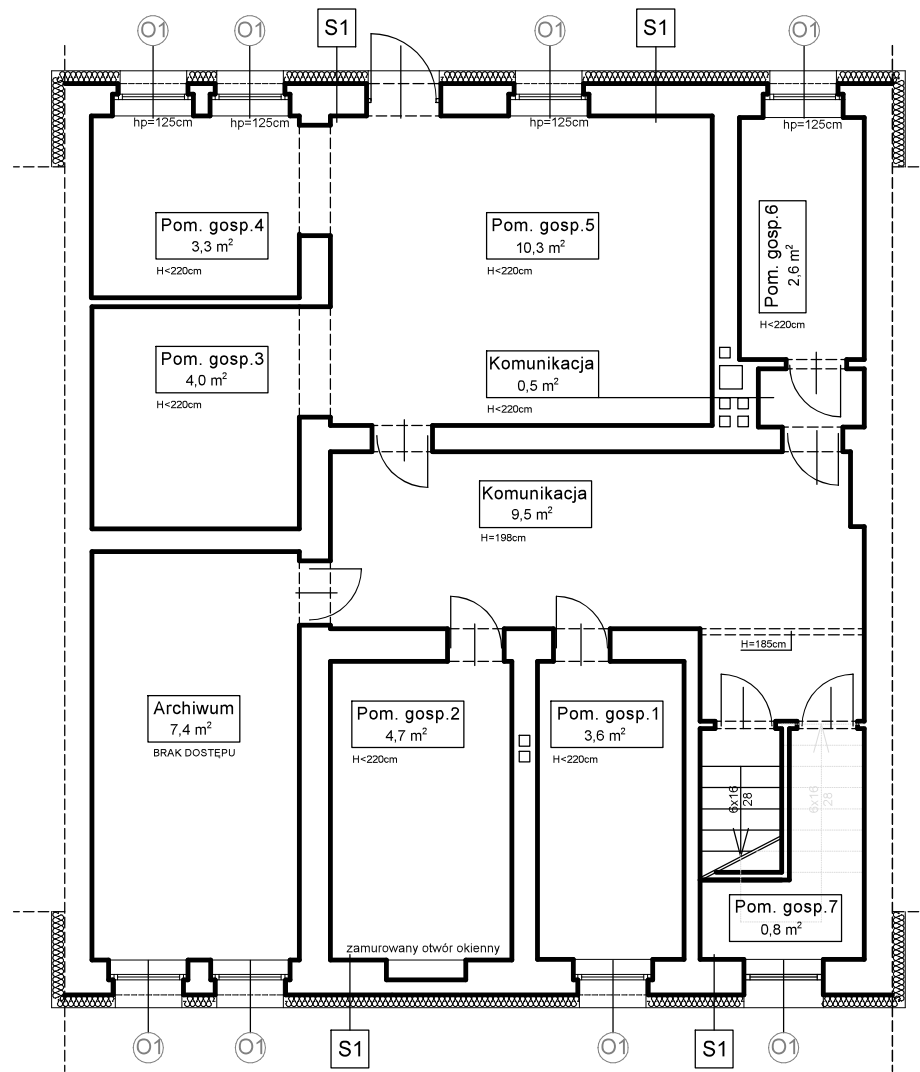 O1
O1
S1
O1
S1
O1
hp=125cm
hp=125cm
hp=125cm
hp=125cm
Pom. gosp.4
3,3 m²
H<220cm
Pom. gosp.5
10,3 m²
H<220cm
Pom. gosp.6
2,6 m²
H<220cm
Pom. gosp.3
4,0 m²
H<220cm
Komunikacja
0,5 m²
H<220cm
Komunikacja
9,5 m²
H=198cm
H=185cm
Archiwum
7,4 m²
BRAK DOSTĘPU
Pom. gosp.2
4,7 m²
H<220cm
Pom. gosp.1
3,6 m²
H<220cm
6x16
28
6x16
28
Pom. gosp.7
0,8 m²
zamurowany otwór okienny
O1
O1
S1
O1
S1
O1